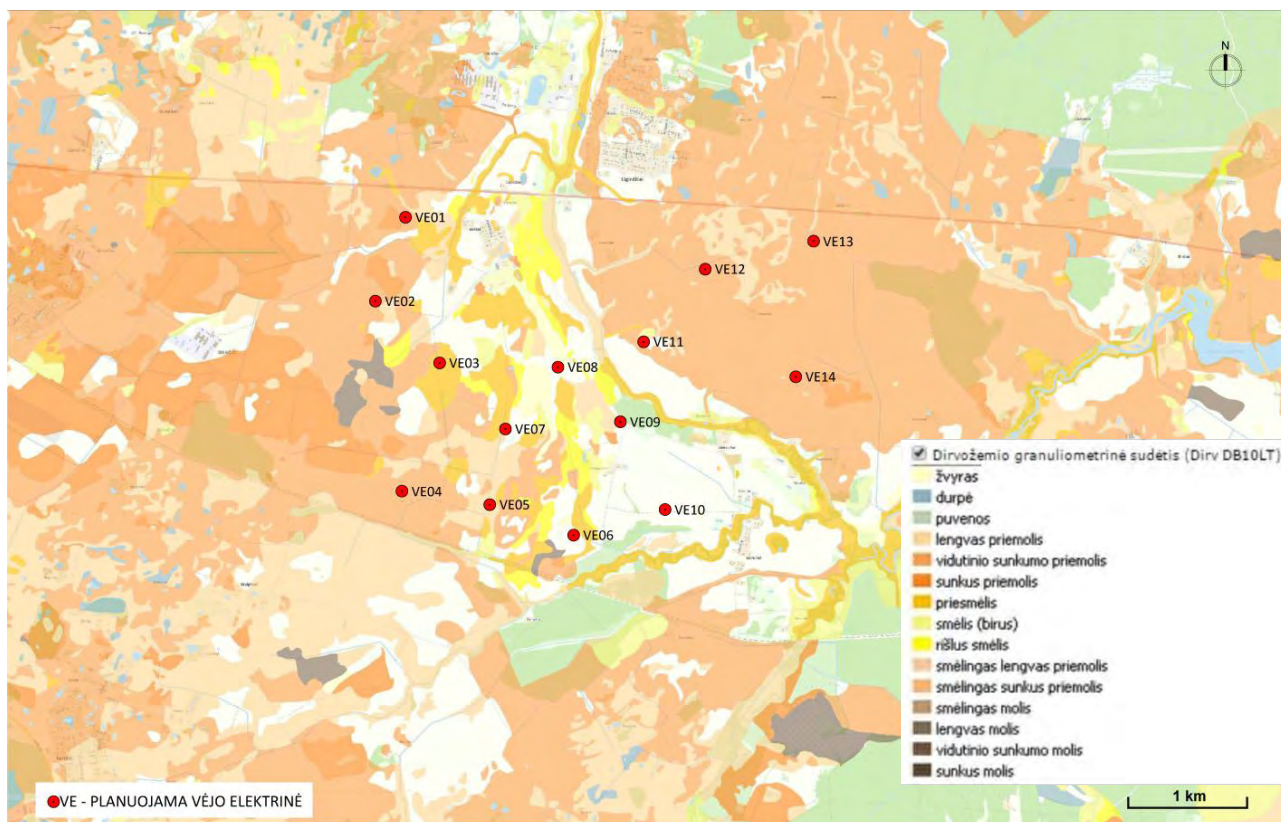 N
VE01
VE13
VE12
VE02
VE11
VE03
VE08
VE14
VE09
VE07
VE04
VE05
VE10
VE06
Dirvožemio granuliometrinė sudėtis (Dirv DB10LT)
žvyras
durpė
puvenos
lengvas priemolis
vidutinio sunkumo priemolis
sunkus priemolis
priesmėlis
smėlis (birus)
rišlus smėlis
smėlingas lengvas priemolis
smėlingas sunkus priemolis
smėlingas molis
lengvas molis
vidutinio sunkumo molis
sunkus molis
VE - PLANUOJAMA VĖJO ELEKTRINĖ
1 km